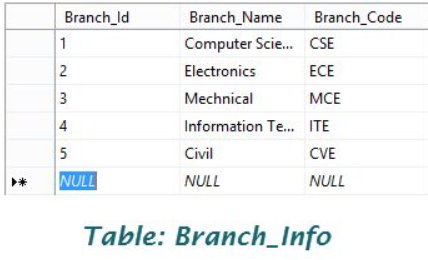 Branch_Id Branch_Name Branch_Code
1 Computer Scie... CSE
2 Electronics ECE
3 Mechnical MCE
4 Information Te... ITE
5 Civil CVE
NULL NULL NULL
Table: Branch_Info